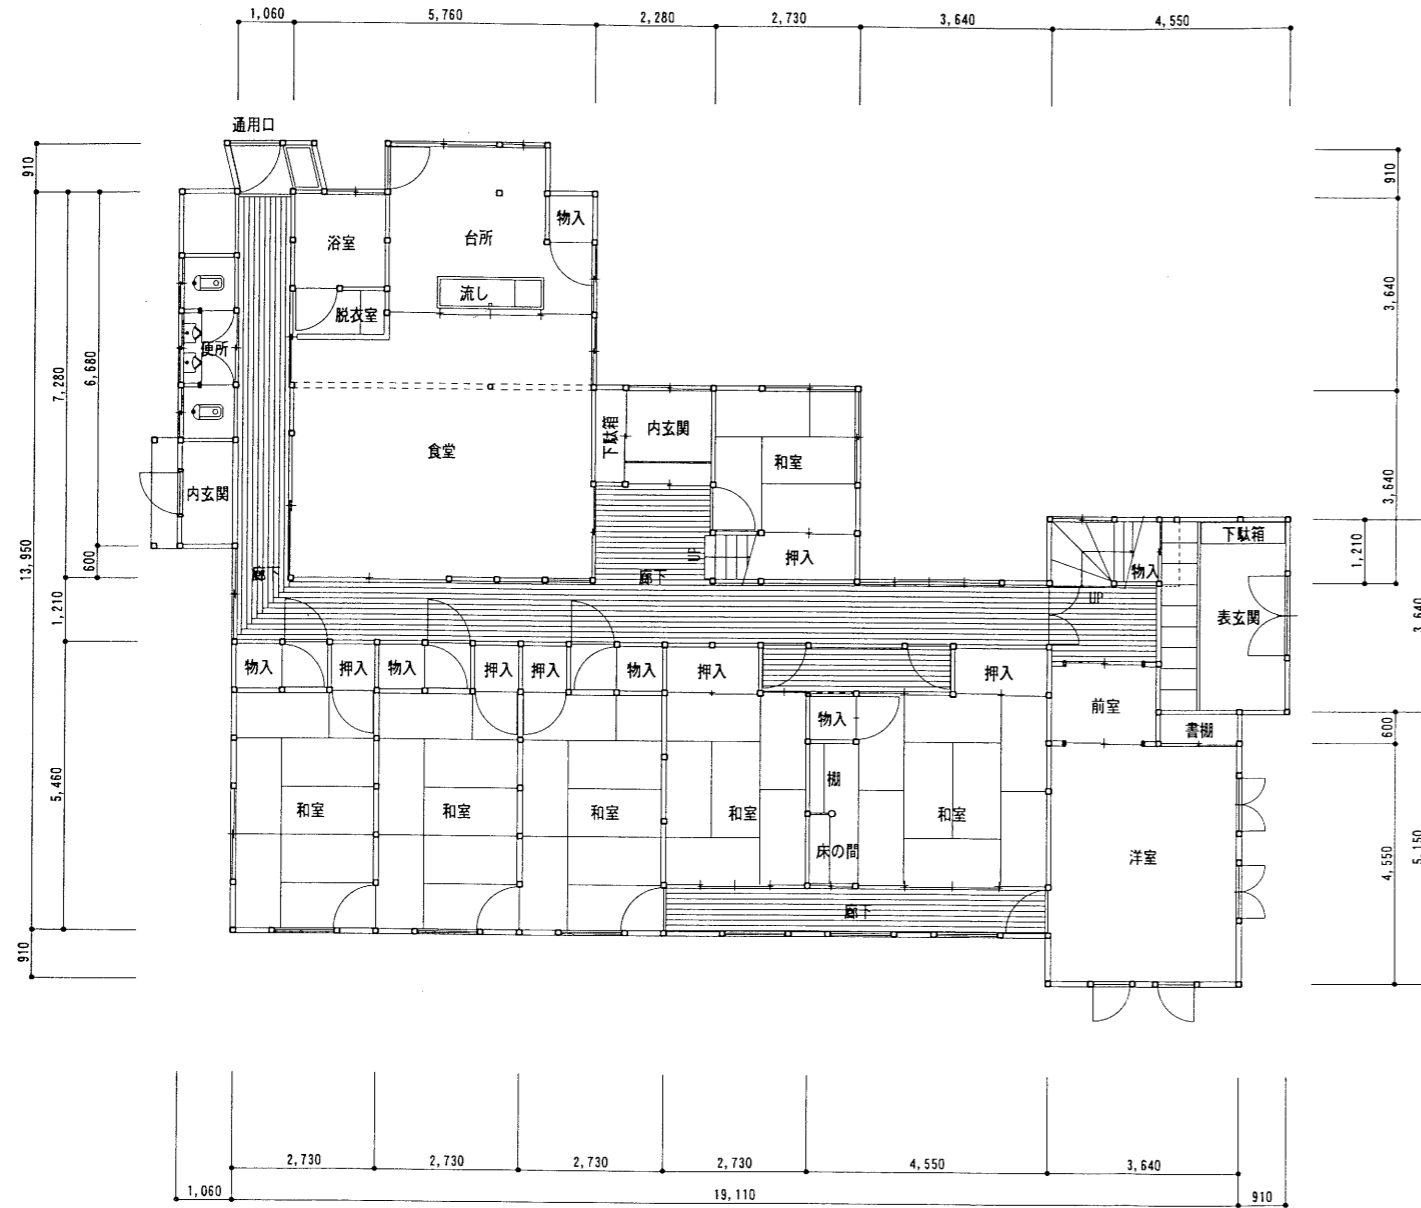 1,060
5,760
2,280
2,730
3,640
4,550
通用口
910
910
物入
浴室
台所
流し
脱衣室
3,640
便所
6,680
7,280
下駄箱
内玄関
食堂
和室
3,640
内玄関
下駄箱
1,210
13,950
600
廊下
廊下
UP
押入
物入
UP
表玄関
3,640
1,210
物入
押入
物入
押入
押入
物入
押入
押入
前室
物入
書棚
600
棚
5,460
和室
和室
和室
和室
和室
床の間
洋室
4,550
5,150
廊下
910
2,730
2,730
2,730
2,730
4,550
3,640
1,060
19,110
910